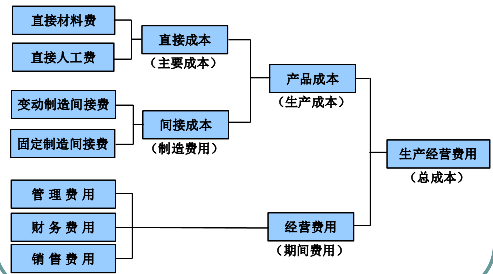 直接材料费
直接人工费
直接成本
(主要成本)
变动制造间接费
固定制造间接费
间接成本
(制造费用)
产品成本
(生产成本)
管理费用
财务费用
销售费用
经营费用
(期间费用)
生产经营费用
(总成本)